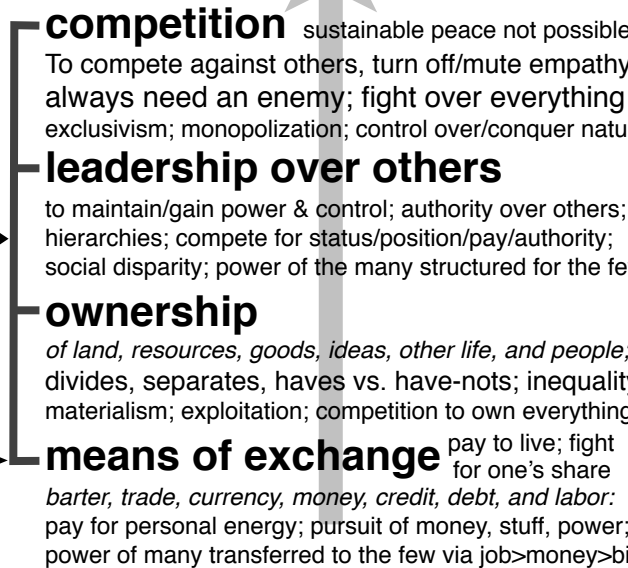 competition sustainable peace not possible
To compete against others, turn off/mute empathy
always need an enemy; fight over everything
exclusivism; monopolization; control over/conquer natu
leadership over others
to maintain/gain power & control; authority over others;
hierarchies; compete for status/position/pay/authority;
social disparity; power of the many structured for the fe
ownership
of land, resources, goods, ideas, other life, and people;
divides, separates, haves vs. have-nots; inequality
materialism; exploitation; competition to own everything
means of exchange pay to live; fight
for one's share
barter, trade, currency, money, credit, debt, and labor:
pay for personal energy; pursuit of money, stuff, power;
power of many transferred to the few via job>money>bi